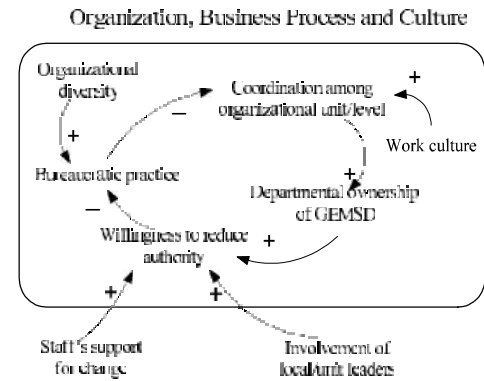 Organization, Business Process and Culture
Organizational
diversity
+
Coordination among
organizational unit/level
+
−
+
Work culture
Bureaucratic practice
+
Departmental ownership
of GEMSD
−
Willingness to reduce
authority
+
+
+
Staff's support
for change
Involvement of
local/unit leaders